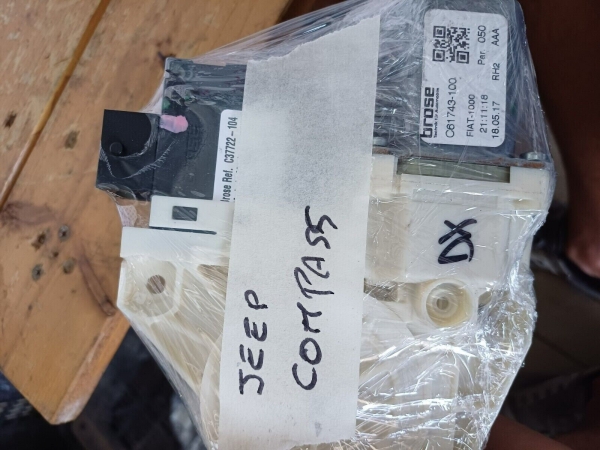 brose
D61743-100
Per 050
FIAT-1000
21:11:18
RH2
AAA
18.05.17
brose Ref. C37722-104
DX
JEEP
COMPASS